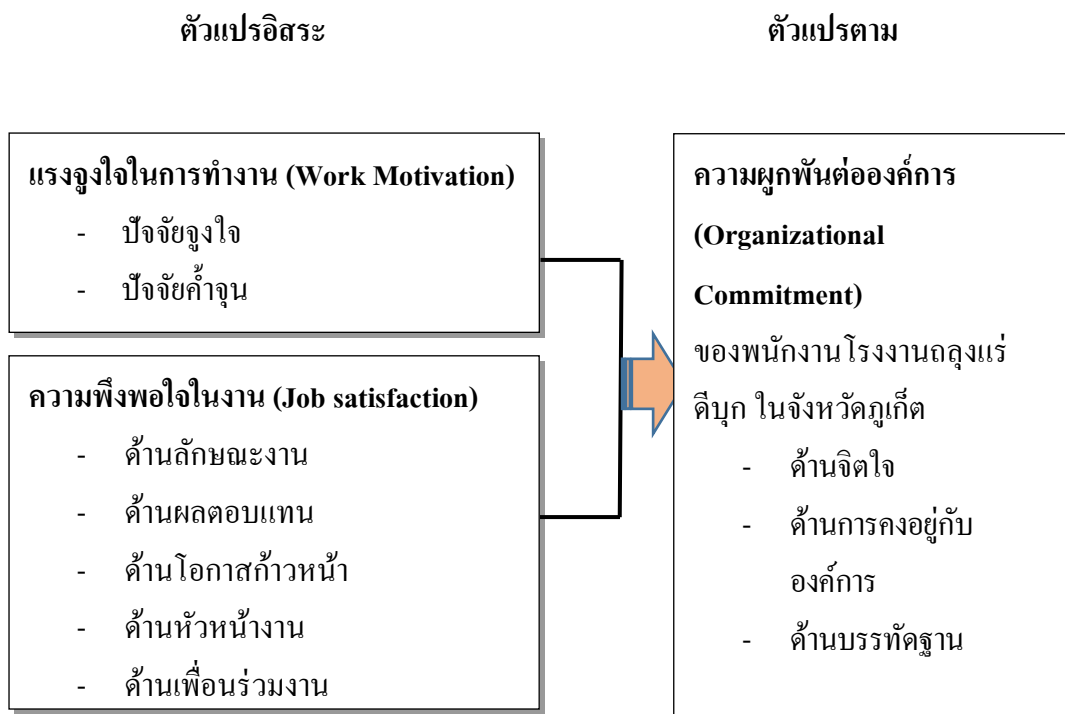 ตัวแปรอิสระ
ตัวแปรตาม
แรงจูงใจในการทำงาน (Work Motivation)
- ปัจจัยจูงใจ
- ปัจจัยค้ำจุน
ความพึงพอใจในงาน (Job satisfaction)
- ด้านลักษณะงาน
- ด้านผลตอบแทน
- ด้านโอกาสก้าวหน้า
- ด้านหัวหน้างาน
- ด้านเพื่อนร่วมงาน
ความผูกพันต่อองค์การ
(Organizational
Commitment)
ของพนักงานโรงงานถลุงแร่
ดีบุก ในจังหวัดภูเก็ต
- ด้านจิตใจ
- ด้านการคงอยู่กับ
องค์การ
- ด้านบรรทัดฐาน